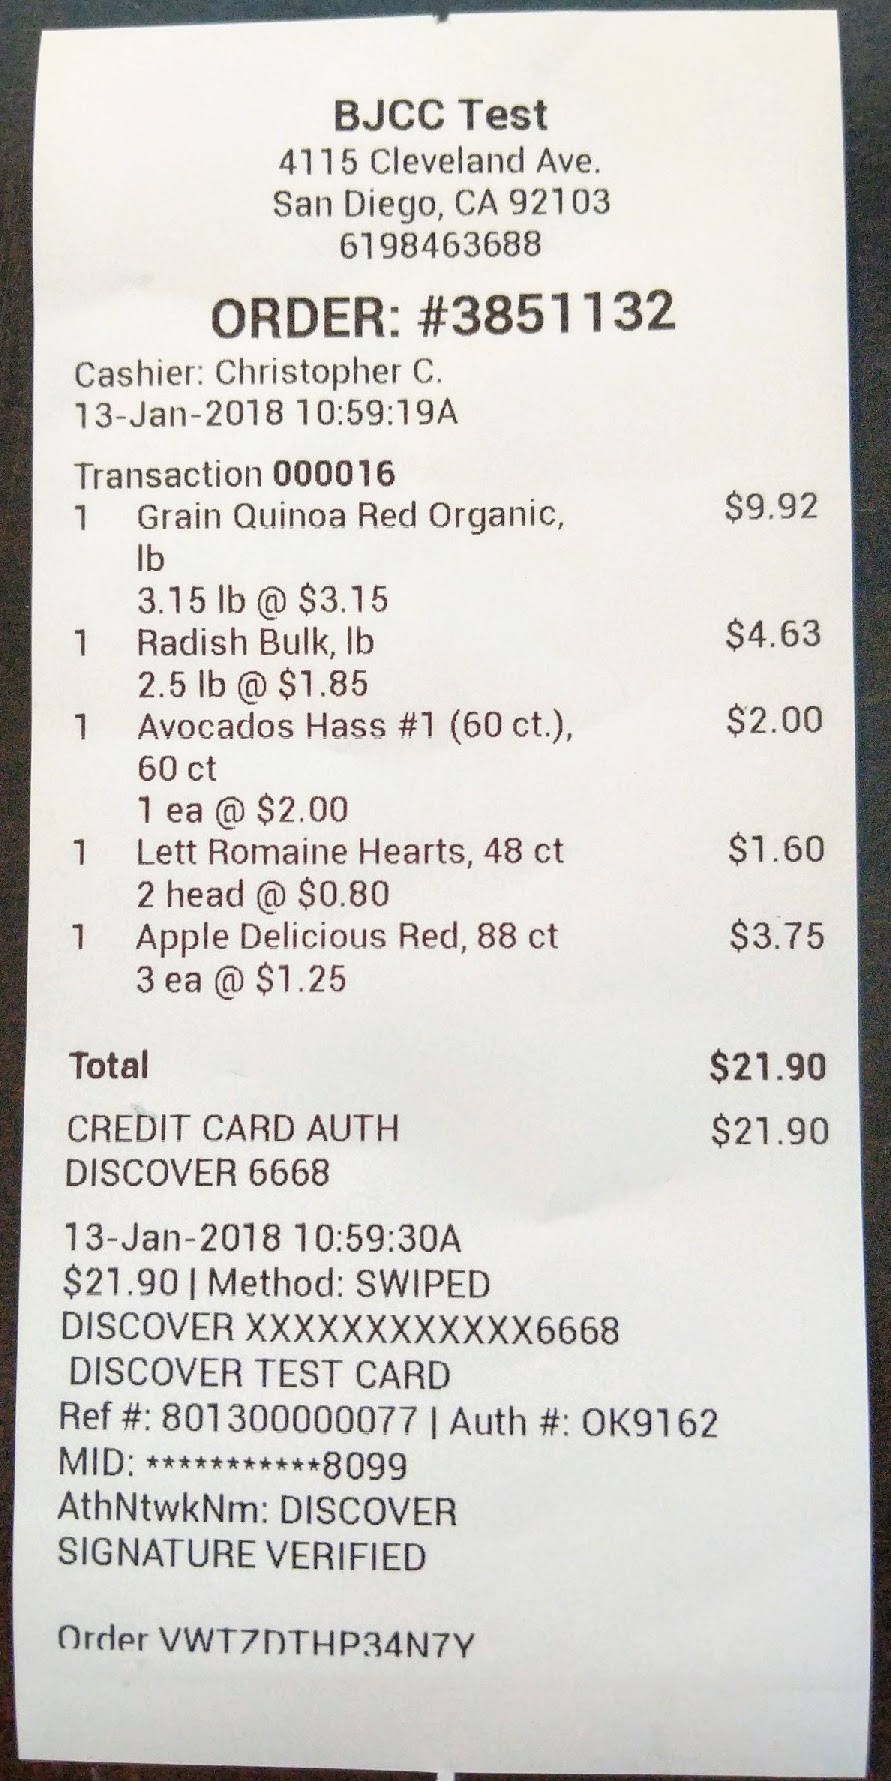 BJCC Test
4115 Cleveland Ave.
San Diego, CA 92103
6198463688
ORDER: #3851132
Cashier: Christopher C.
13-Jan-2018 10:59:19A
Transaction 000016
1 Grain Quinoa Red Organic, $9.92
lb
3.15 lb @ $3.15
1 Radish Bulk, lb $4.63
2.5 lb @ $1.85
1 Avocados Hass #1 (60 ct.), $2.00
60 ct
1 ea @ $2.00
1 Lett Romaine Hearts, 48 ct $1.60
2 head @ $0.80
1 Apple Delicious Red, 88 ct $3.75
3 ea @ $1.25
Total $21.90
CREDIT CARD AUTH $21.90
DISCOVER 6668
13-Jan-2018 10:59:30A
$21.90 | Method: SWIPED
DISCOVER XXXXXXXXXXXX6668
DISCOVER TEST CARD
Ref #: 801300000077 | Auth #: OK9162
MID: ***********8099
AthNtwkNm: DISCOVER
SIGNATURE VERIFIED
Order VWT7DTHP34N7Y